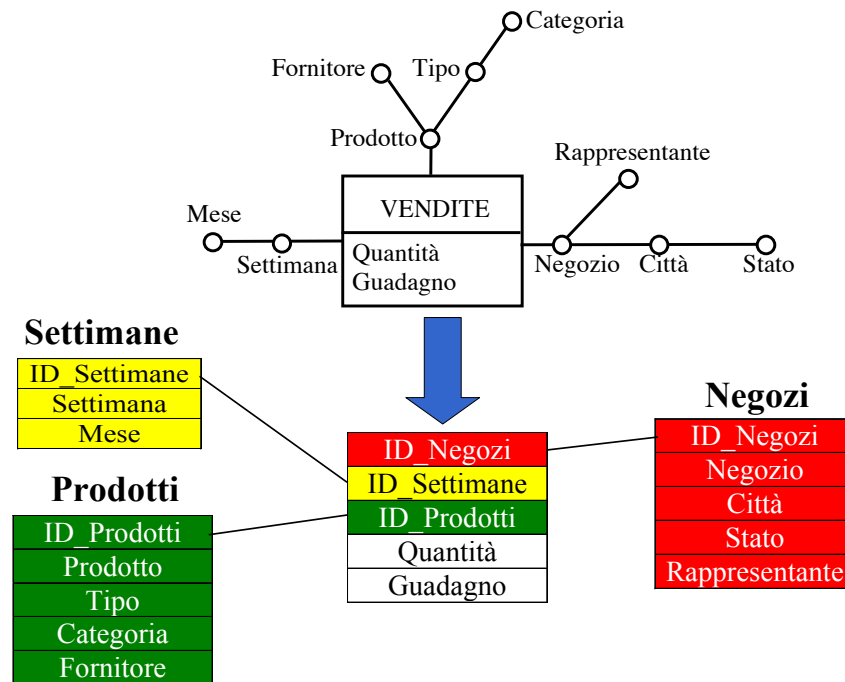 Categoria
Fornitore
Tipo
Prodotto
Rappresentante
VENDITE
Mese
Settimana
Quantità
Guadagno
Negozio
Città
Stato
Settimane
ID_Settimane
Settimana
Mese
Prodotti
ID_Prodotti
Prodotto
Tipo
Categoria
Fornitore
ID_Negozi
ID_Settimane
ID_Prodotti
Quantità
Guadagno
Negozi
ID_Negozi
Negozio
Città
Stato
Rappresentante